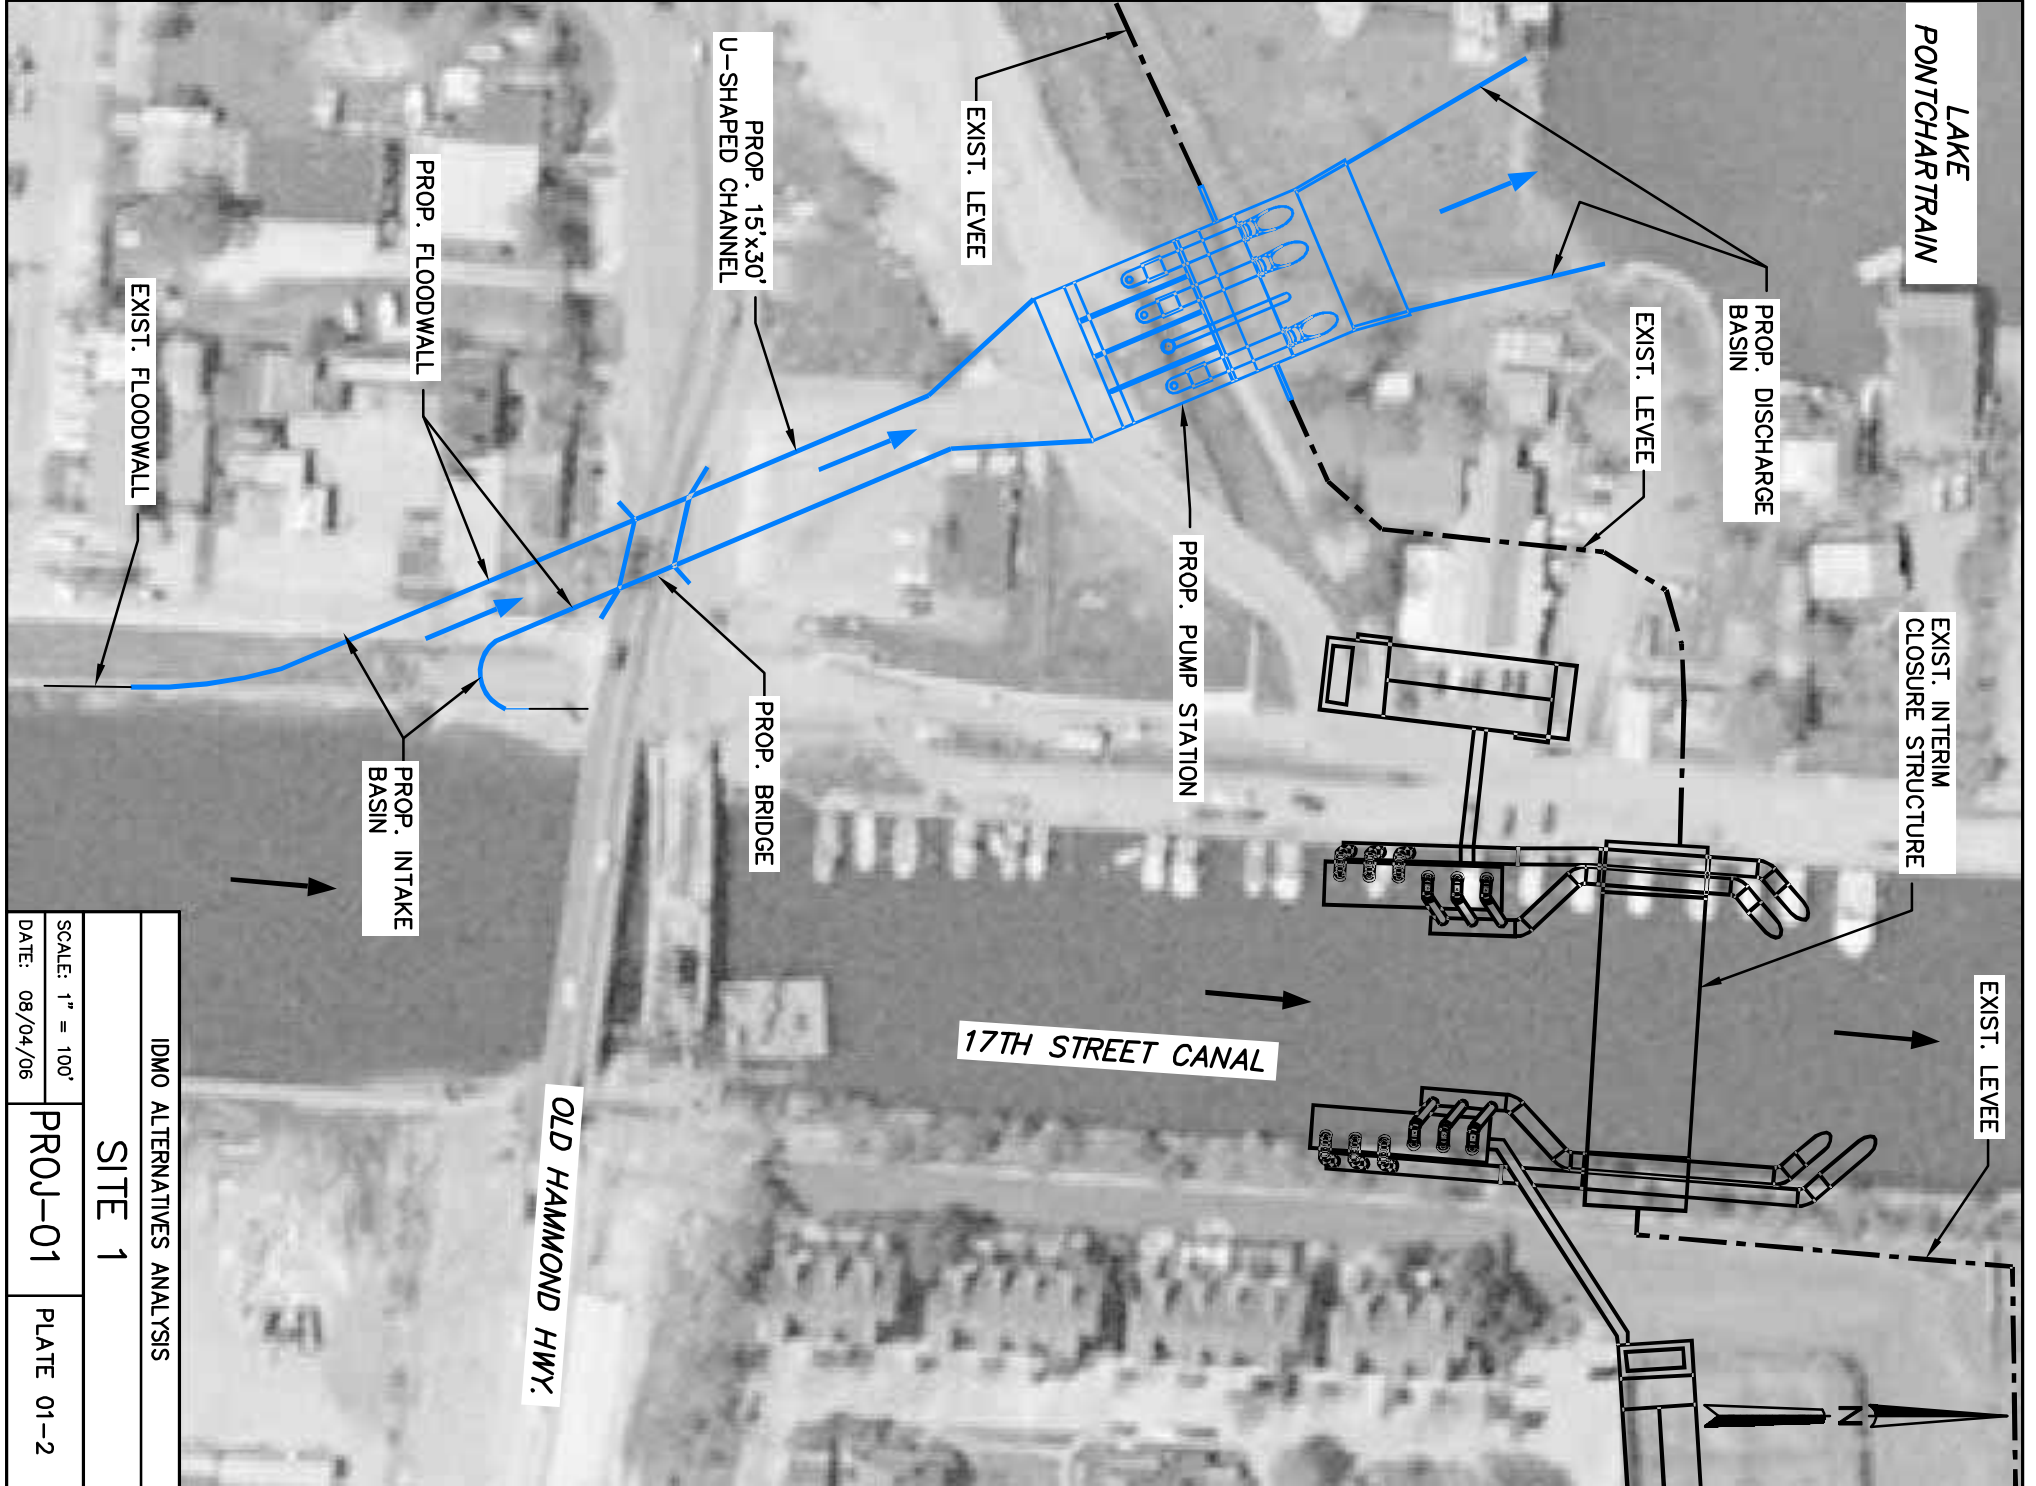 LAKE
PONTCHARTRAIN
EXIST. LEVEE
PROP. DISCHARGE
BASIN
EXIST. LEVEE
EXIST. INTERIM
CLOSURE STRUCTURE
EXIST. LEVEE
PROP. 15'x30'
U-SHAPED CHANNEL
PROP. PUMP STATION
PROP. FLOODWALL
EXIST. FLOODWALL
PROP. BRIDGE
PROP. INTAKE
BASIN
17TH STREET CANAL
OLD HAMMOND HWY.
N
IDMO ALTERNATIVES ANALYSIS
SITE 1
SCALE: 1" = 100'
DATE: 08/04/06
PROJ-01
PLATE 01-2